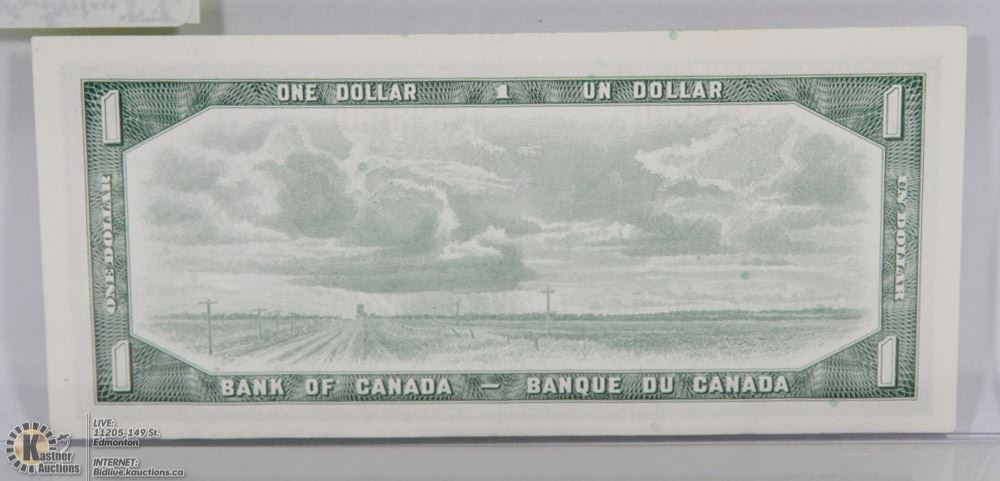 ONE DOLLAR 1 UN DOLLAR
1 1
ONE DOLLAR
UN DOLLAR
1 1
BANK OF CANADA – BANQUE DU CANADA
Kastner
Auctions
LIVE:
11205-149 St.
Edmonton
INTERNET:
Bidlive.kauctions.ca